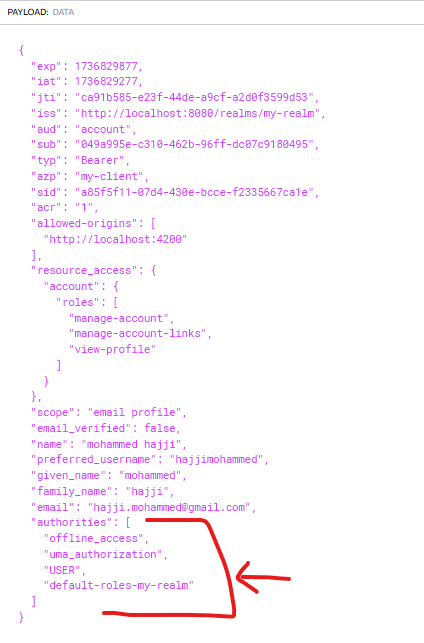 PAYLOAD: DATA
{
"exp": 1736829877,
"iat": 1736829277,
"jti": "ca91b585-e23f-44de-a9cf-a2d0f3599d53",
"iss": "http://localhost:8080/realms/my-realm",
"aud": "account",
"sub": "049a995e-c310-462b-96ff-dc07c9180495",
"typ": "Bearer",
"azp": "my-client",
"sid": "a85f5f11-07d4-430e-bcce-f2335667ca1e",
"acr": "1",
"allowed-origins": [
"http://localhost:4200"
],
"resource_access": {
"account": {
"roles": [
"manage-account",
"manage-account-links",
"view-profile"
]
}
},
"scope": "email profile",
"email_verified": false,
"name": "mohammed hajji",
"preferred_username": "hajjimohammed",
"given_name": "mohammed",
"family_name": "hajji",
"email": "hajji.mohammed@gmail.com",
"authorities": [
"offline_access",
"uma_authorization",
"USER",
"default-roles-my-realm"
]
}